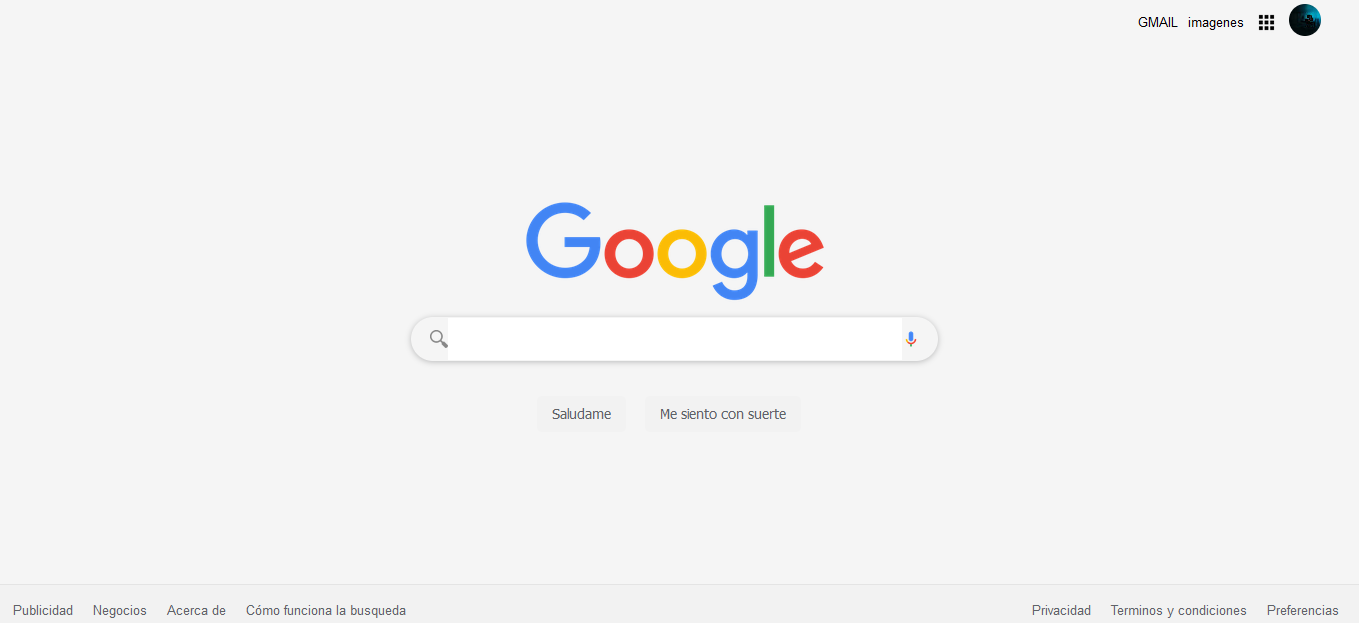 GMAIL imagenes
Google
Saludame Me siento con suerte
Publicidad Negocios Acerca de Cómo funciona la busqueda Privacidad Terminos y condiciones Preferencias